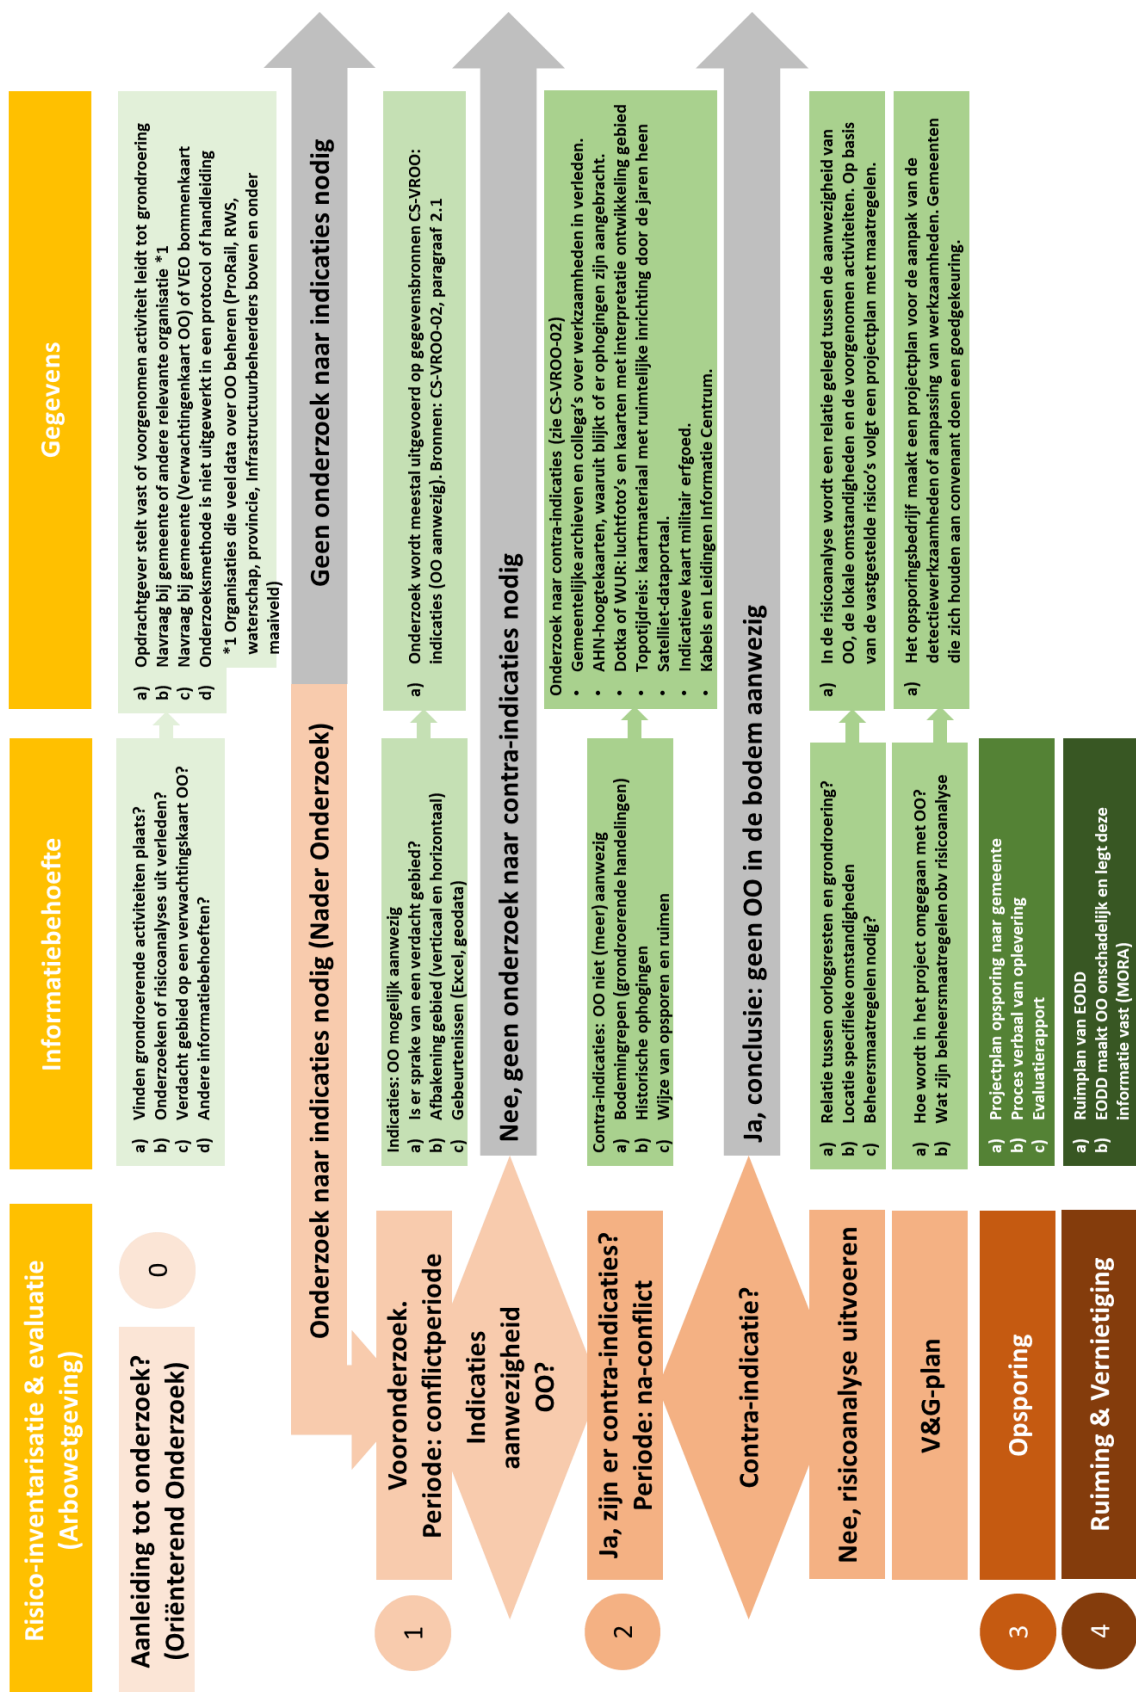 Risico-inventarisatie & evaluatie
(Arbowetgeving)
Informatiebehoefte
Gegevens
Aanleiding tot onderzoek?
(Oriënterend Onderzoek)
0
a) Vinden grondroerende activiteiten plaats?
b) Onderzoeken of risicoanalyses uit verleden?
c) Verdacht gebied op een verwachtingskaart OO?
d) Andere informatiebehoeften?
a) Opdrachtgever stelt vast of voorgenomen activiteit leidt tot grondroering
b) Navraag bij gemeente of andere relevante organisatie *1
c) Navraag bij gemeente (Verwachtingenkaart OO) of VEO bommenkaart
d) Onderzoeksmethode is niet uitgewerkt in een protocol of handleiding
*1 Organisaties die veel data over OO beheren (ProRail, RWS,
waterschap, provincie, Infrastructuurbeheerders boven en onder
maaiveld)
Onderzoek naar indicaties nodig (Nader Onderzoek)
Geen onderzoek naar indicaties nodig
1
Vooronderzoek.
Periode: conflictperiode
Indicaties: OO mogelijk aanwezig
a) Is er sprake van een verdacht gebied?
b) Afbakening gebied (verticaal en horizontaal)
c) Gebeurtenissen (Excel, geodata)
a) Onderzoek wordt meestal uitgevoerd op gegevensbronnen CS-VROO:
indicaties (OO aanwezig). Bronnen: CS-VROO-02, paragraaf 2.1
Indicaties
aanwezigheid
OO?
Nee, geen onderzoek naar contra-indicaties nodig
2
Ja, zijn er contra-indicaties?
Periode: na-conflict
Contra-indicaties: OO niet (meer) aanwezig
a) Bodemingrepen (grondroerende handelingen)
b) Historische ophogingen
c) Wijze van opsporen en ruimen
Onderzoek naar contra-indicaties (zie CS-VROO-02)
• Gemeentelijke archieven en collega's over werkzaamheden in verleden.
• AHN-hoogtekaarten, waaruit blijkt of er ophogingen zijn aangebracht.
• Dotka of WUR: luchtfoto's en kaarten met interpretatie ontwikkeling gebied
• Topotijdreis: kaartmateriaal met ruimtelijke inrichting door de jaren heen
• Satelliet-dataportaal.
• Indicatieve kaart militair erfgoed.
• Kabels en Leidingen Informatie Centrum.
Contra-indicatie?
Ja, conclusie: geen OO in de bodem aanwezig
Nee, risicoanalyse uitvoeren
a) Relatie tussen oorlogsresten en grondroering?
b) Locatie specifieke omstandigheden
c) Beheersmaatregelen nodig?
a) In de risicoanalyse wordt een relatie gelegd tussen de aanwezigheid van
OO, de lokale omstandigheden en de voorgenomen activiteiten. Op basis
van de vastgestelde risico's volgt een projectplan met maatregelen.
V&G-plan
a) Hoe wordt in het project omgegaan met OO?
b) Wat zijn beheersmaatregelen obv risicoanalyse
a) Het opsporingsbedrijf maakt een projectplan voor de aanpak van de
detectiewerkzaamheden of aanpassing van werkzaamheden. Gemeenten
die zich houden aan convenant doen een goedgekeuring.
3
Opsporing
a) Projectplan opsporing naar gemeente
b) Proces verbaal van oplevering
c) Evaluatierapport
4
Ruiming & Vernietiging
a) Ruimplan van EODD
b) EODD maakt OO onschadelijk en legt deze
informatie vast (MORA)